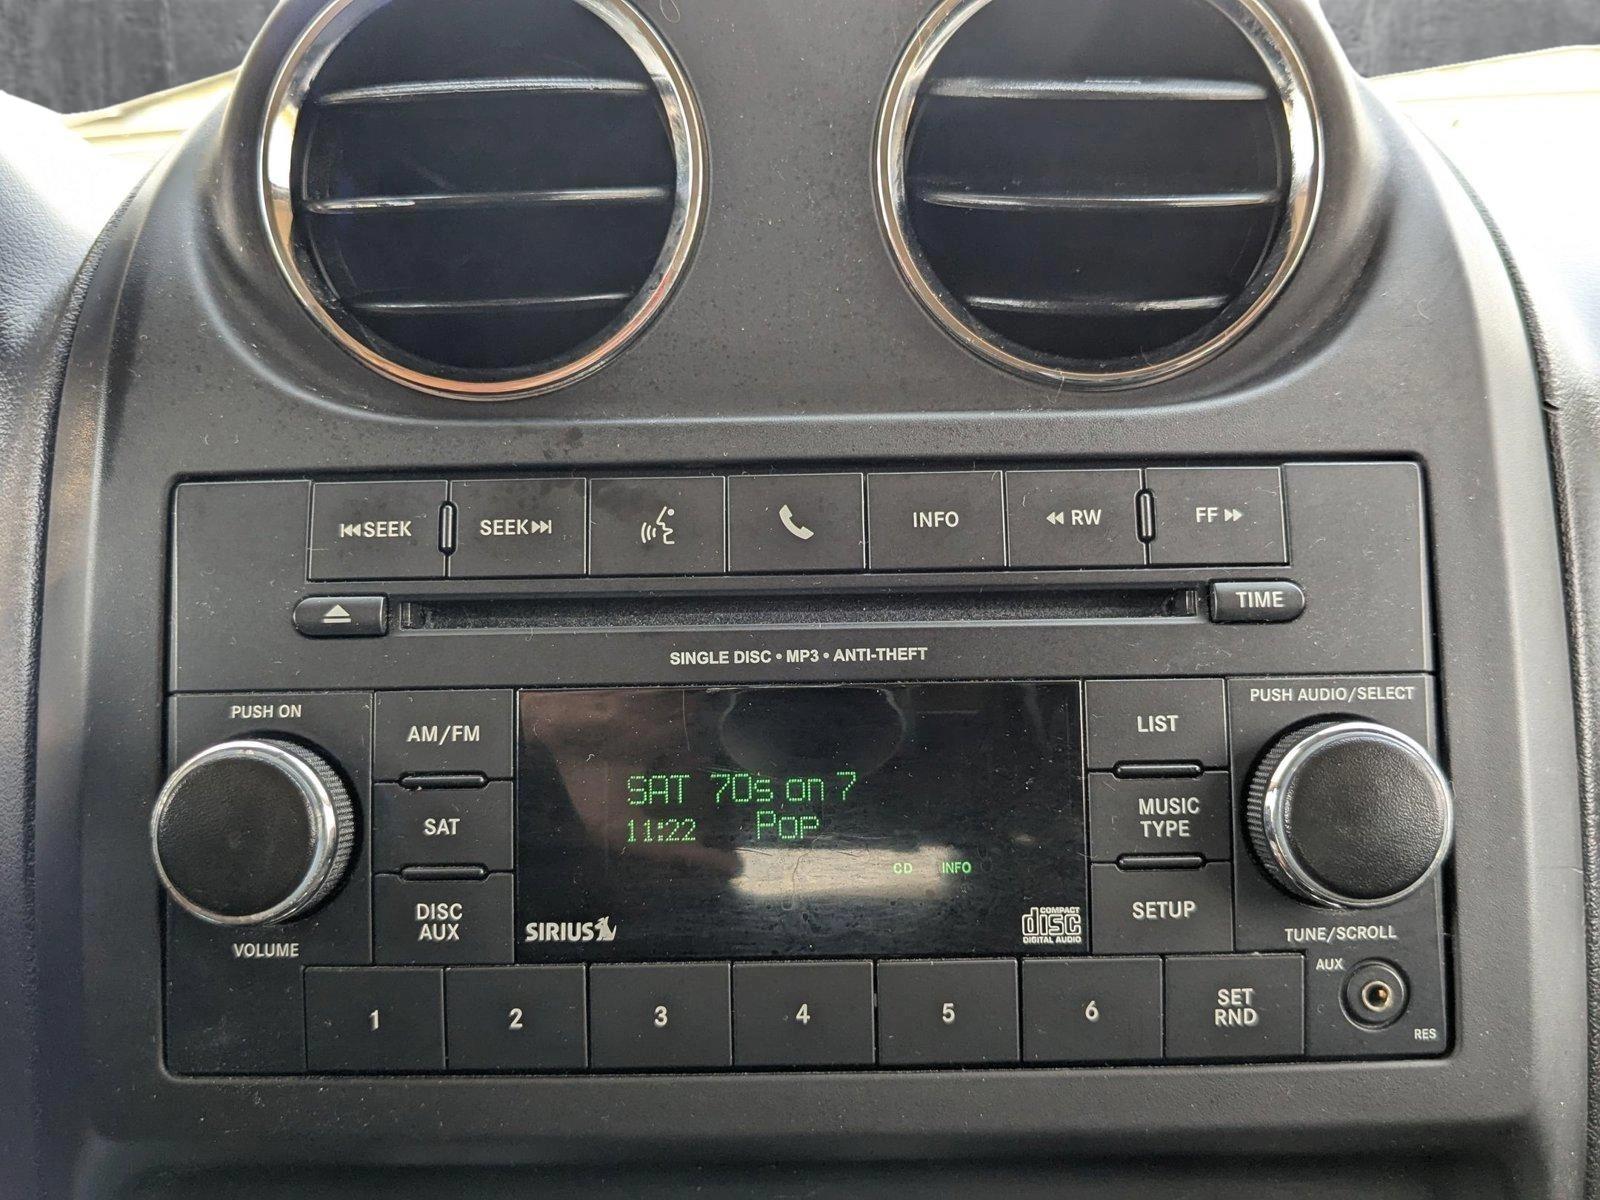 SEEK
SEEK
INFO
RW
FF
TIME
SINGLE DISC • MP3 • ANTI-THEFT
PUSH ON
AM/FM
LIST
PUSH AUDIO/SELECT
SAT 70s on 7
11:22 Pop
CD INFO
SAT
MUSIC
TYPE
DISC
AUX
SIRIUS
COMPACT
disc
DIGITAL AUDIO
SETUP
VOLUME
TUNE/SCROLL
AUX
1
2
3
4
5
6
SET
RND
RES